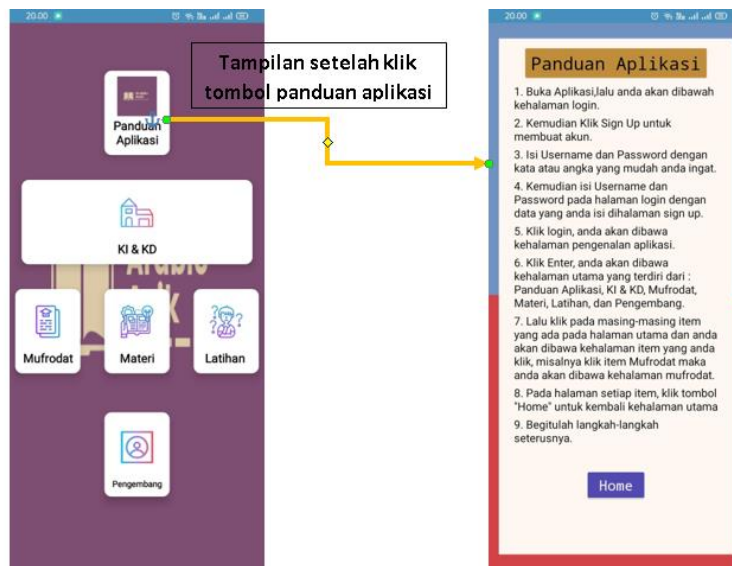 20.00
Panduan
Aplikasi
KI & KD
Arabic
Asik
Mufrodat
Materi
Latihan
Pengembang
Tampilan setelah klik
tombol panduan aplikasi
20.00
Panduan Aplikasi
1. Buka Aplikasi,lalu anda akan dibawah
kehalaman login.
2. Kemudian Klik Sign Up untuk
membuat akun.
3. Isi Username dan Password dengan
kata atau angka yang mudah anda ingat.
4. Kemudian isi Username dan
Password pada halaman login dengan
data yang anda isi dihalaman sign up.
5. Klik login, anda akan dibawa
kehalaman pengenalan aplikasi.
6. Klik Enter, anda akan dibawa
kehalaman utama yang terdiri dari :
Panduan Aplikasi, KI & KD, Mufrodat,
Materi, Latihan, dan Pengembang.
7. Lalu klik pada masing-masing item
yang ada pada halaman utama dan anda
akan dibawa kehalaman item yang anda
klik, misalnya klik item Mufrodat maka
anda akan dibawa kehalaman mufrodat.
8. Pada halaman setiap item, klik tombol
"Home" untuk kembali kehalaman utama
9. Begitulah langkah-langkah
seterusnya.
Home